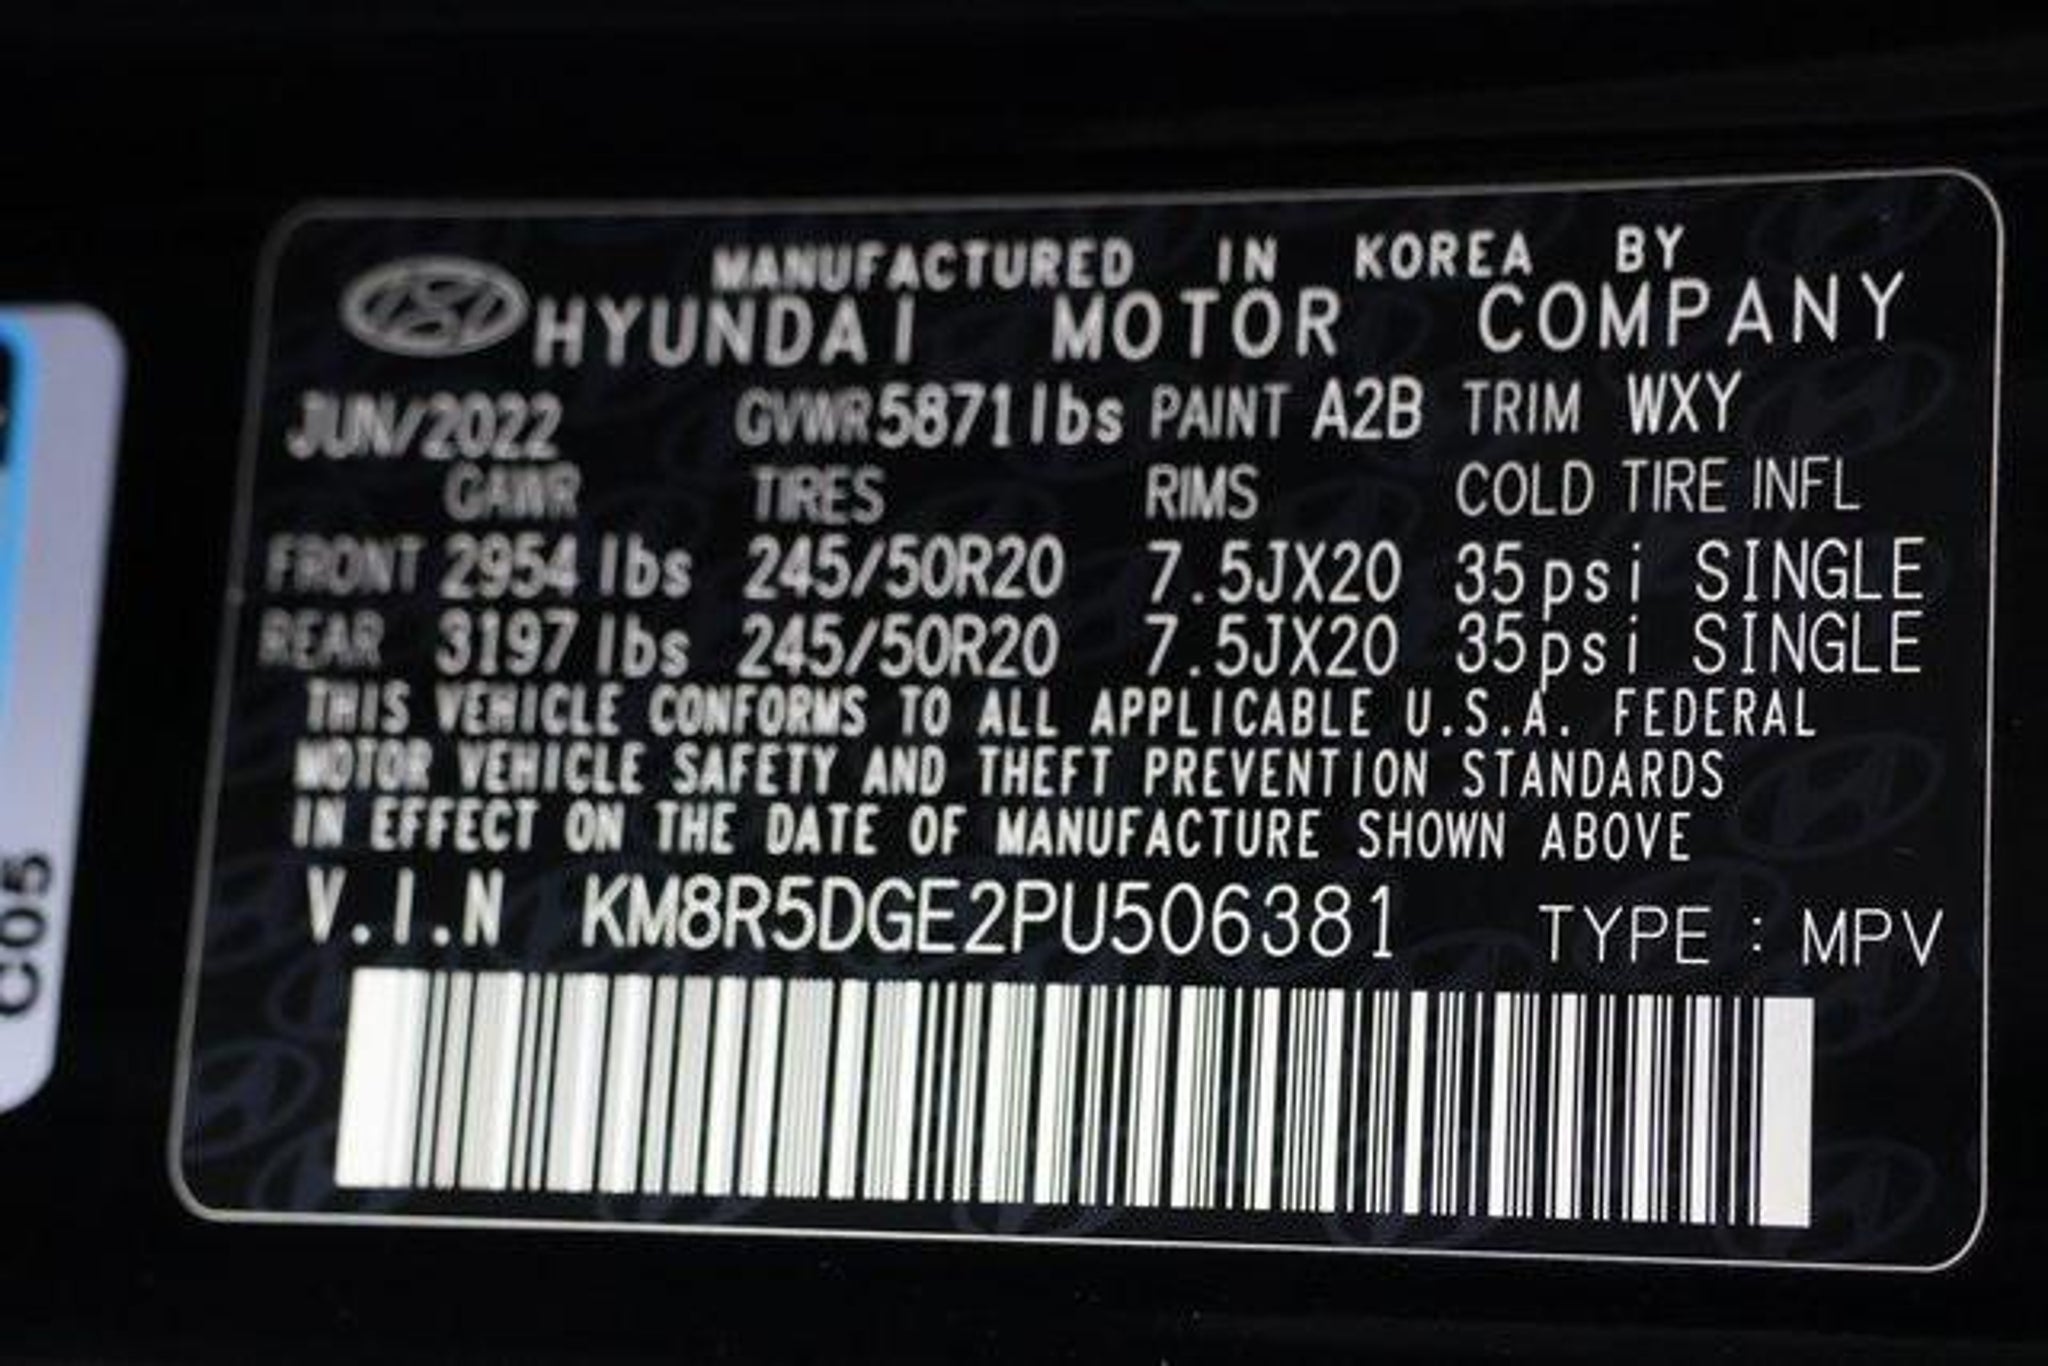 MANUFACTURED IN KOREA BY
HYUNDAI MOTOR COMPANY
JUN/2022 GVWR 5871lbs PAINT A2B TRIM WXY
GAWR TIRES RIMS COLD TIRE INFL
FRONT 2954 lbs 245/50R20 7.5JX20 35psi SINGLE
REAR 3197 lbs 245/50R20 7.5JX20 35psi SINGLE
THIS VEHICLE CONFORMS TO ALL APPLICABLE U.S.A. FEDERAL
MOTOR VEHICLE SAFETY AND THEFT PREVENTION STANDARDS
IN EFFECT ON THE DATE OF MANUFACTURE SHOWN ABOVE
V.I.N KM8R5DGE2PU506381 TYPE : MPV
C05